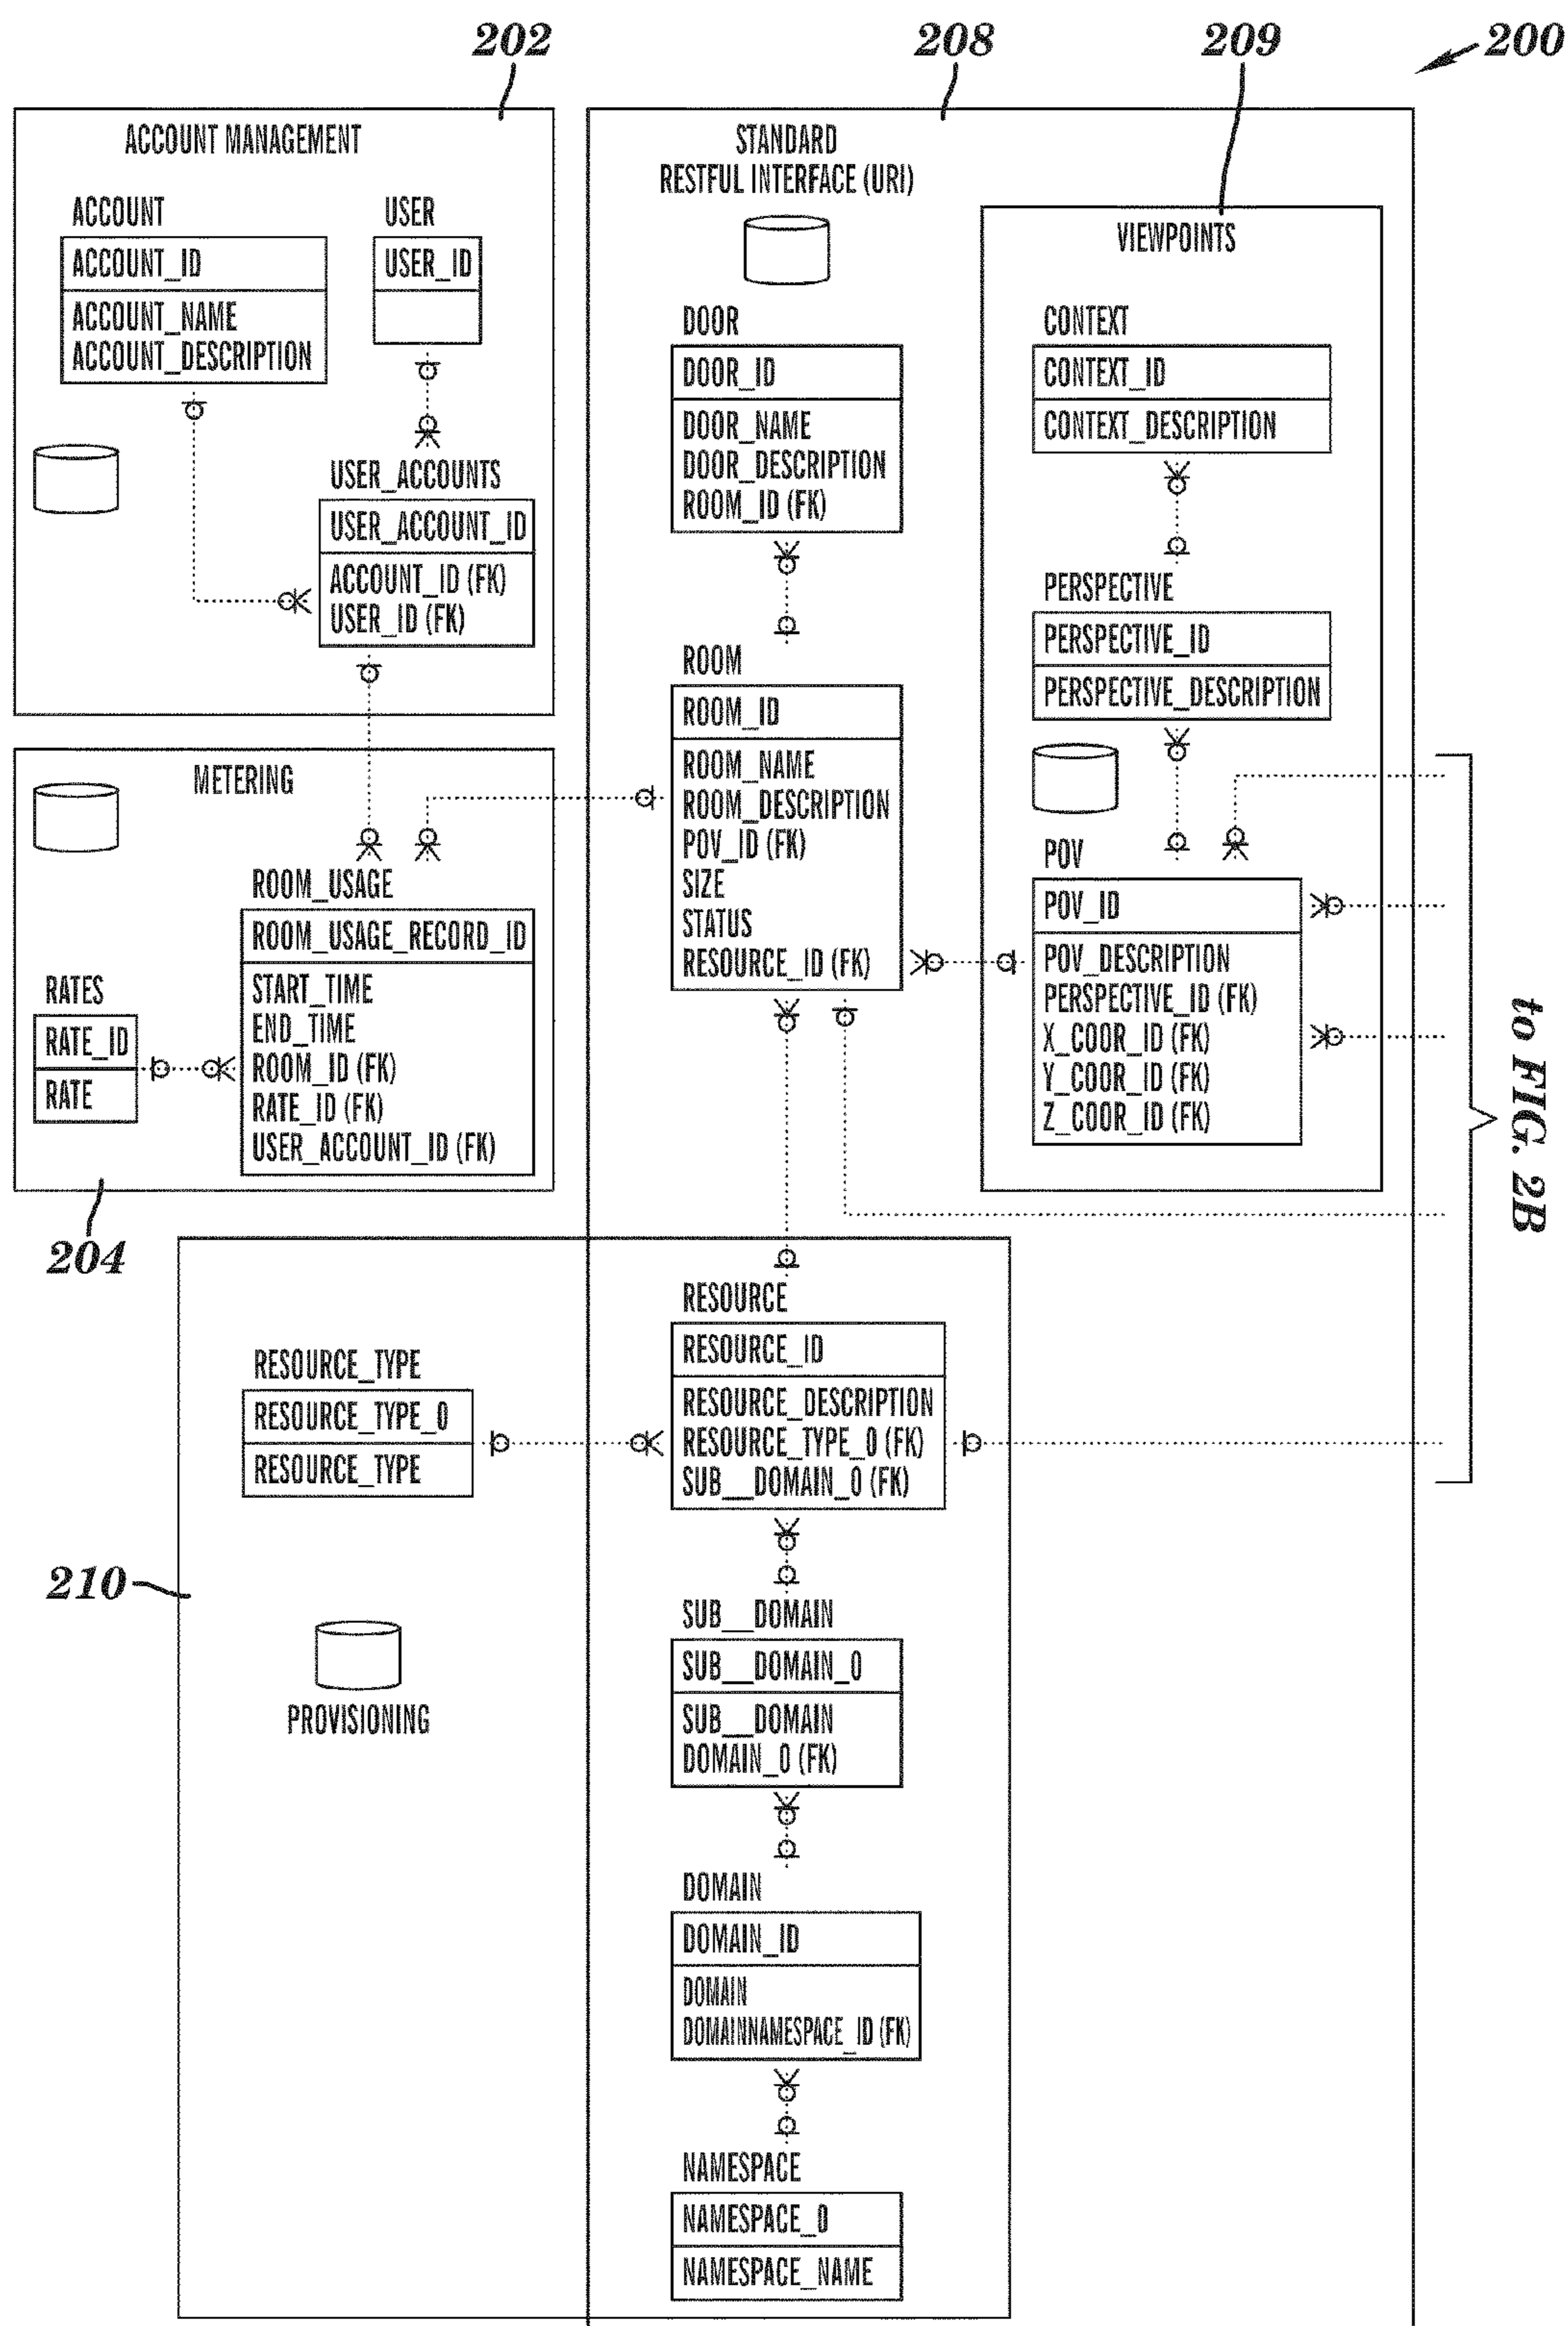 202
208
209
200
ACCOUNT MANAGEMENT
ACCOUNT
ACCOUNT_ID
ACCOUNT_NAME
ACCOUNT_DESCRIPTION
USER
USER_ID
USER_ACCOUNTS
USER_ACCOUNT_ID
ACCOUNT_ID (FK)
USER_ID (FK)
METERING
ROOM_USAGE
ROOM_USAGE_RECORD_ID
START_TIME
END_TIME
ROOM_ID (FK)
RATE_ID (FK)
USER_ACCOUNT_ID (FK)
RATES
RATE_ID
RATE
204
STANDARD
RESTFUL INTERFACE (URI)
DOOR
DOOR_ID
DOOR_NAME
DOOR_DESCRIPTION
ROOM_ID (FK)
ROOM
ROOM_ID
ROOM_NAME
ROOM_DESCRIPTION
POV_ID (FK)
SIZE
STATUS
RESOURCE_ID (FK)
VIEWPOINTS
CONTEXT
CONTEXT_ID
CONTEXT_DESCRIPTION
PERSPECTIVE
PERSPECTIVE_ID
PERSPECTIVE_DESCRIPTION
POV
POV_ID
POV_DESCRIPTION
PERSPECTIVE_ID (FK)
X_COOR_ID (FK)
Y_COOR_ID (FK)
Z_COOR_ID (FK)
to FIG. 2B
RESOURCE_TYPE
RESOURCE_TYPE_0
RESOURCE_TYPE
210
PROVISIONING
RESOURCE
RESOURCE_ID
RESOURCE_DESCRIPTION
RESOURCE_TYPE_0 (FK)
SUB__DOMAIN_0 (FK)
SUB__DOMAIN
SUB__DOMAIN_0
SUB__DOMAIN
DOMAIN_0 (FK)
DOMAIN
DOMAIN_ID
DOMAIN
DOMAINNAMESPACE_ID (FK)
NAMESPACE
NAMESPACE_0
NAMESPACE_NAME